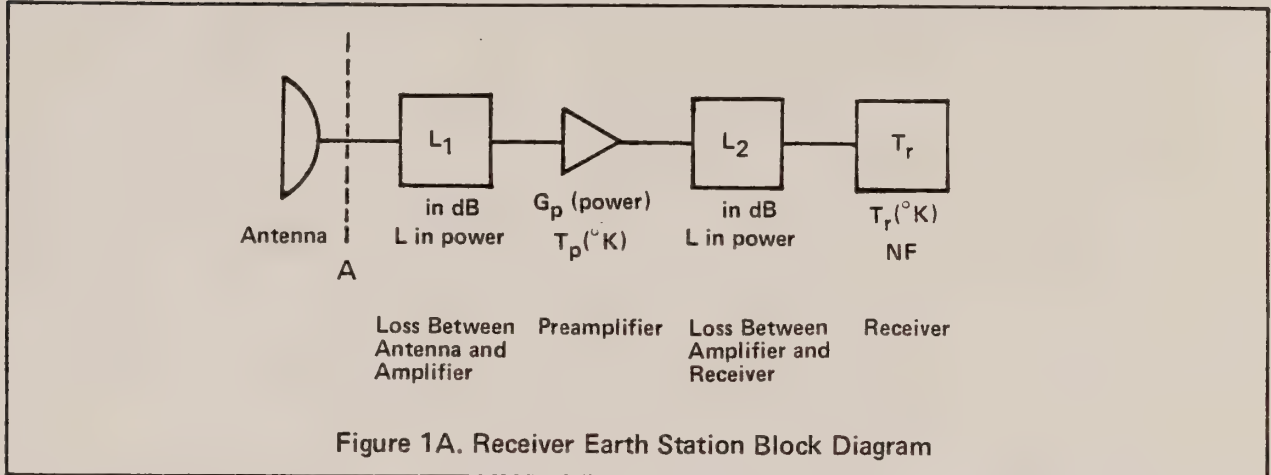 L1
Tr
in dB
L in power
Gp (power)
Tp(°K)
in dB
L in power
Tr(°K)
NF
Antenna
A
Loss Between
Antenna and
Amplifier
Preamplifier
Loss Between
Amplifier and
Receiver
Receiver
L2
Figure 1A. Receiver Earth Station Block Diagram